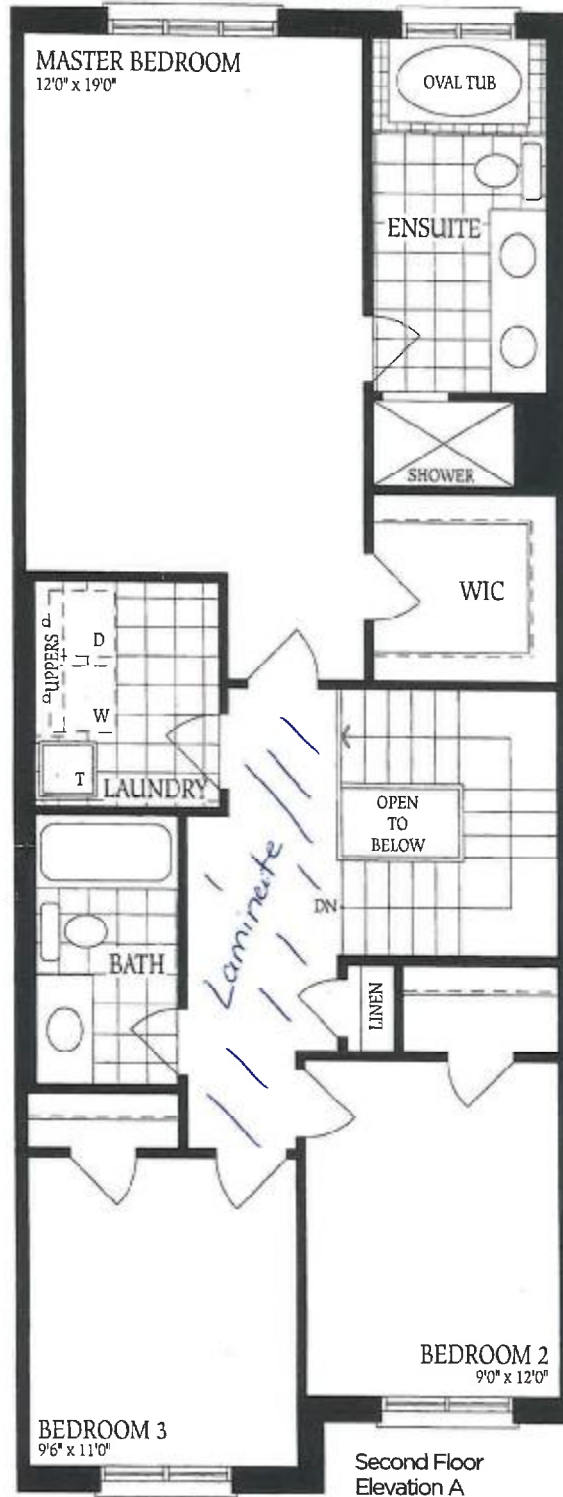 MASTER BEDROOM
12'0" x 19'0"
OVAL TUB
ENSUITE
SHOWER
WIC
UPPERS
D
W
T
LAUNDRY
OPEN
TO
BELOW
DN
Laminate
BATH
LINEN
BEDROOM 2
9'0" x 12'0"
BEDROOM 3
9'6" x 11'0"
Second Floor
Elevation A